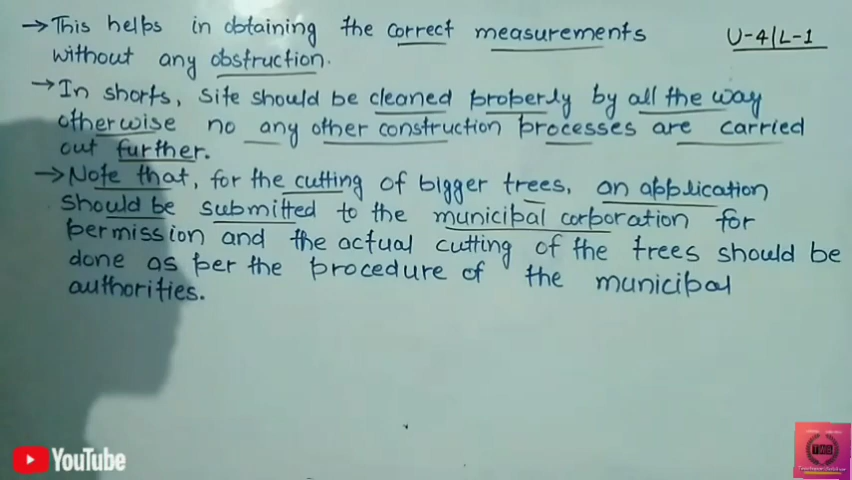 →This helps in obtaining the correct measurements
U-4/L-1
without any obstruction.
→In shorts, site should be cleaned properly by all the way
otherwise no any other construction processes are carried
out further.
→Note that, for the cutting of bigger trees, an application
should be submitted to the municipal corporation for
permission and the actual cutting of the trees should be
done as per the procedure of the municipal
authorities.
YouTube
TWB